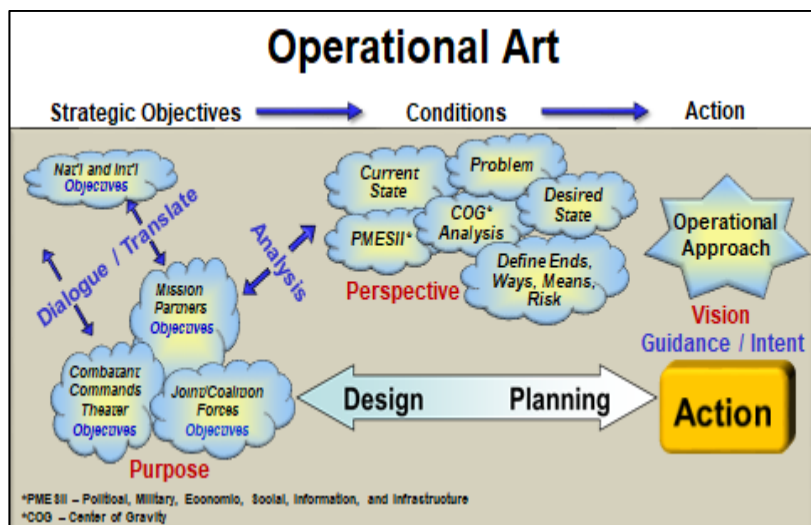 Operational Art
Strategic Objectives
Conditions
Action
Nat'l and Int'l
Objectives
Dialogue / Translate
Mission
Partners
Objectives
Combatant
Commands
Theater
Objectives
Joint/Coalition
Forces
Objectives
Purpose
Analysis
Current
State
Problem
Desired
State
PMESII*
COG*
Analysis
Define Ends,
Ways, Means,
Risk
Perspective
Operational
Approach
Vision
Guidance / Intent
Design
Planning
Action
*PMESII – Political, Military, Economic, Social, Information, and Infrastructure
*COG – Center of Gravity